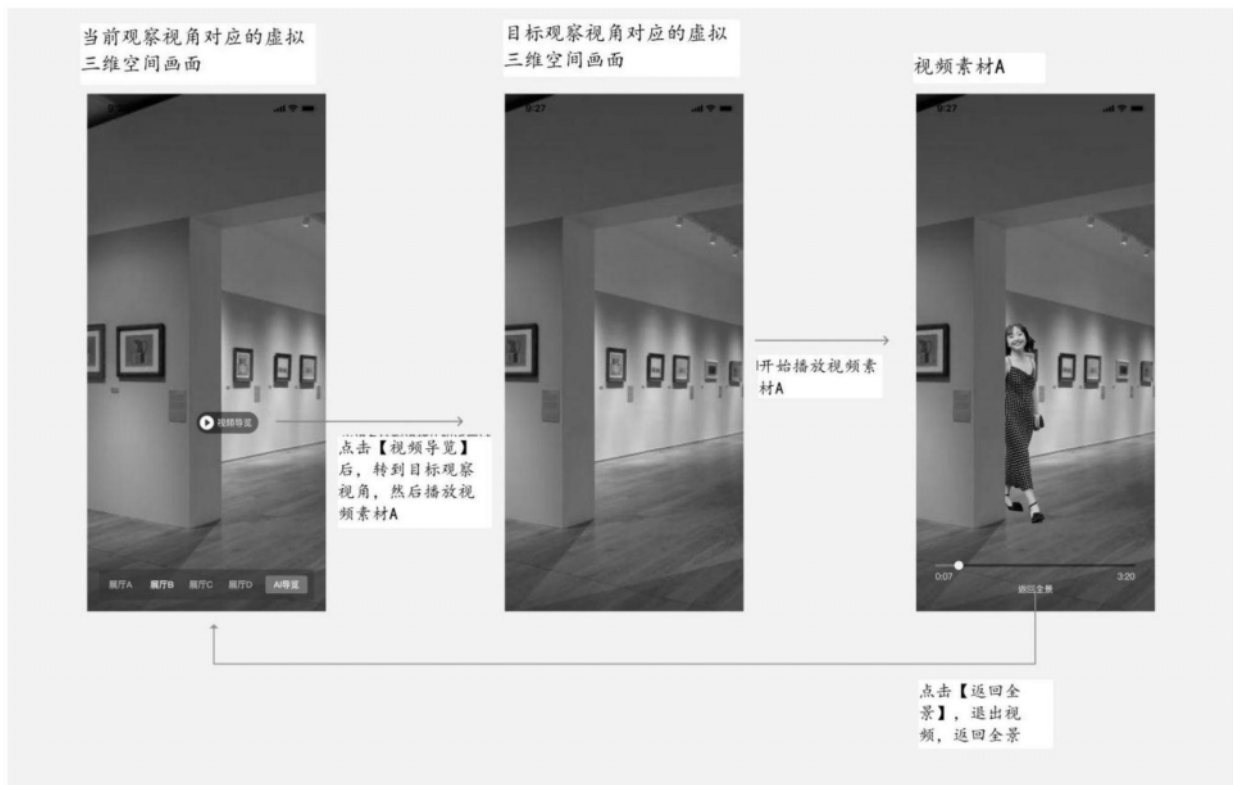 当前观察视角对应的虚拟
三维空间画面
目标观察视角对应的虚拟
三维空间画面
视频素材A
9:27
9:27
视频导览
点击【视频导览】
后，转到目标观察
视角，然后播放视
频素材A
开始播放视频素
材A
展厅A 展厅B 展厅C 展厅D AI导览
0:07 3:20
返回全景
点击【返回全
景】，退出视
频，返回全景